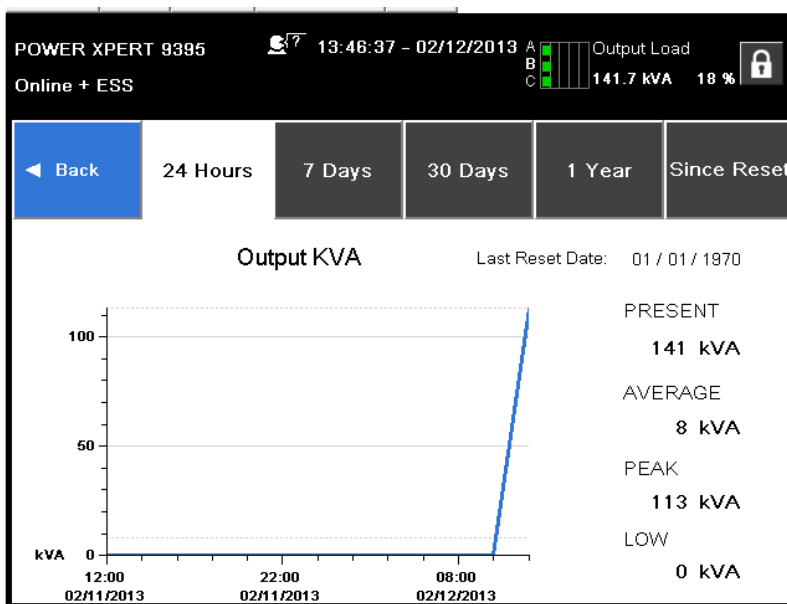 POWER XPERT 9395
? 13:46:37 - 02/12/2013
Online + ESS
A
B
C
Output Load
141.7 kVA 18 %
Back
24 Hours
7 Days
30 Days
1 Year
Since Reset
Output KVA
Last Reset Date: 01 / 01 / 1970
100
50
kVA 0
12:00
02/11/2013
22:00
02/11/2013
08:00
02/12/2013
PRESENT
141 kVA
AVERAGE
8 kVA
PEAK
113 kVA
LOW
0 kVA